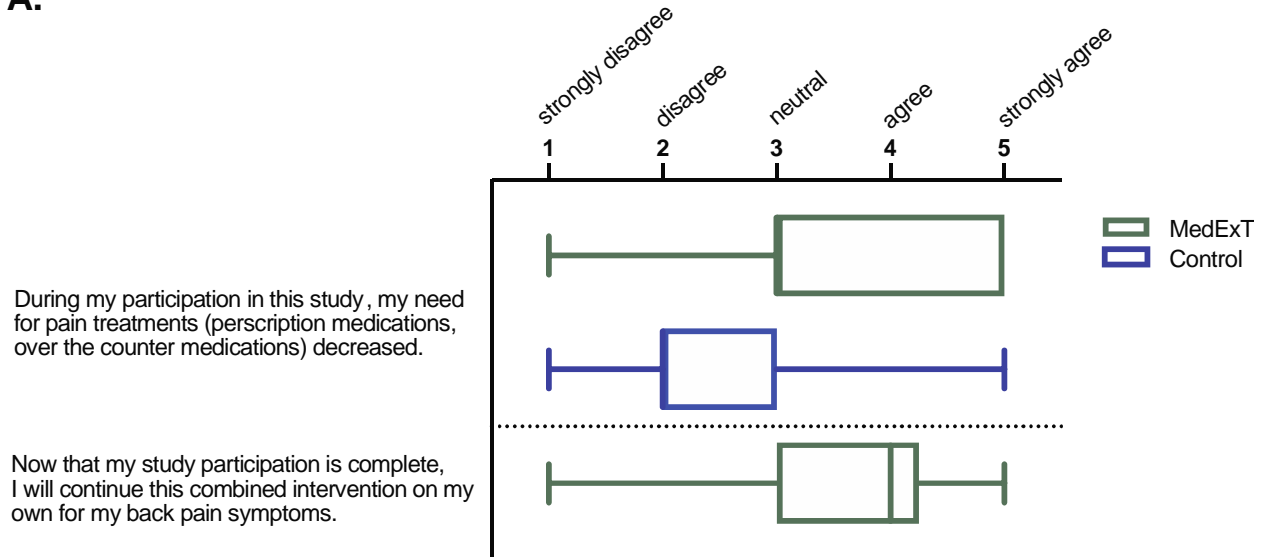 A.
strongly disagree
disagree
neutral
agree
strongly agree
1 2 3 4 5
MedExT
Control
During my participation in this study, my need
for pain treatments (perscription medications,
over the counter medications) decreased.
Now that my study participation is complete,
I will continue this combined intervention on my
own for my back pain symptoms.